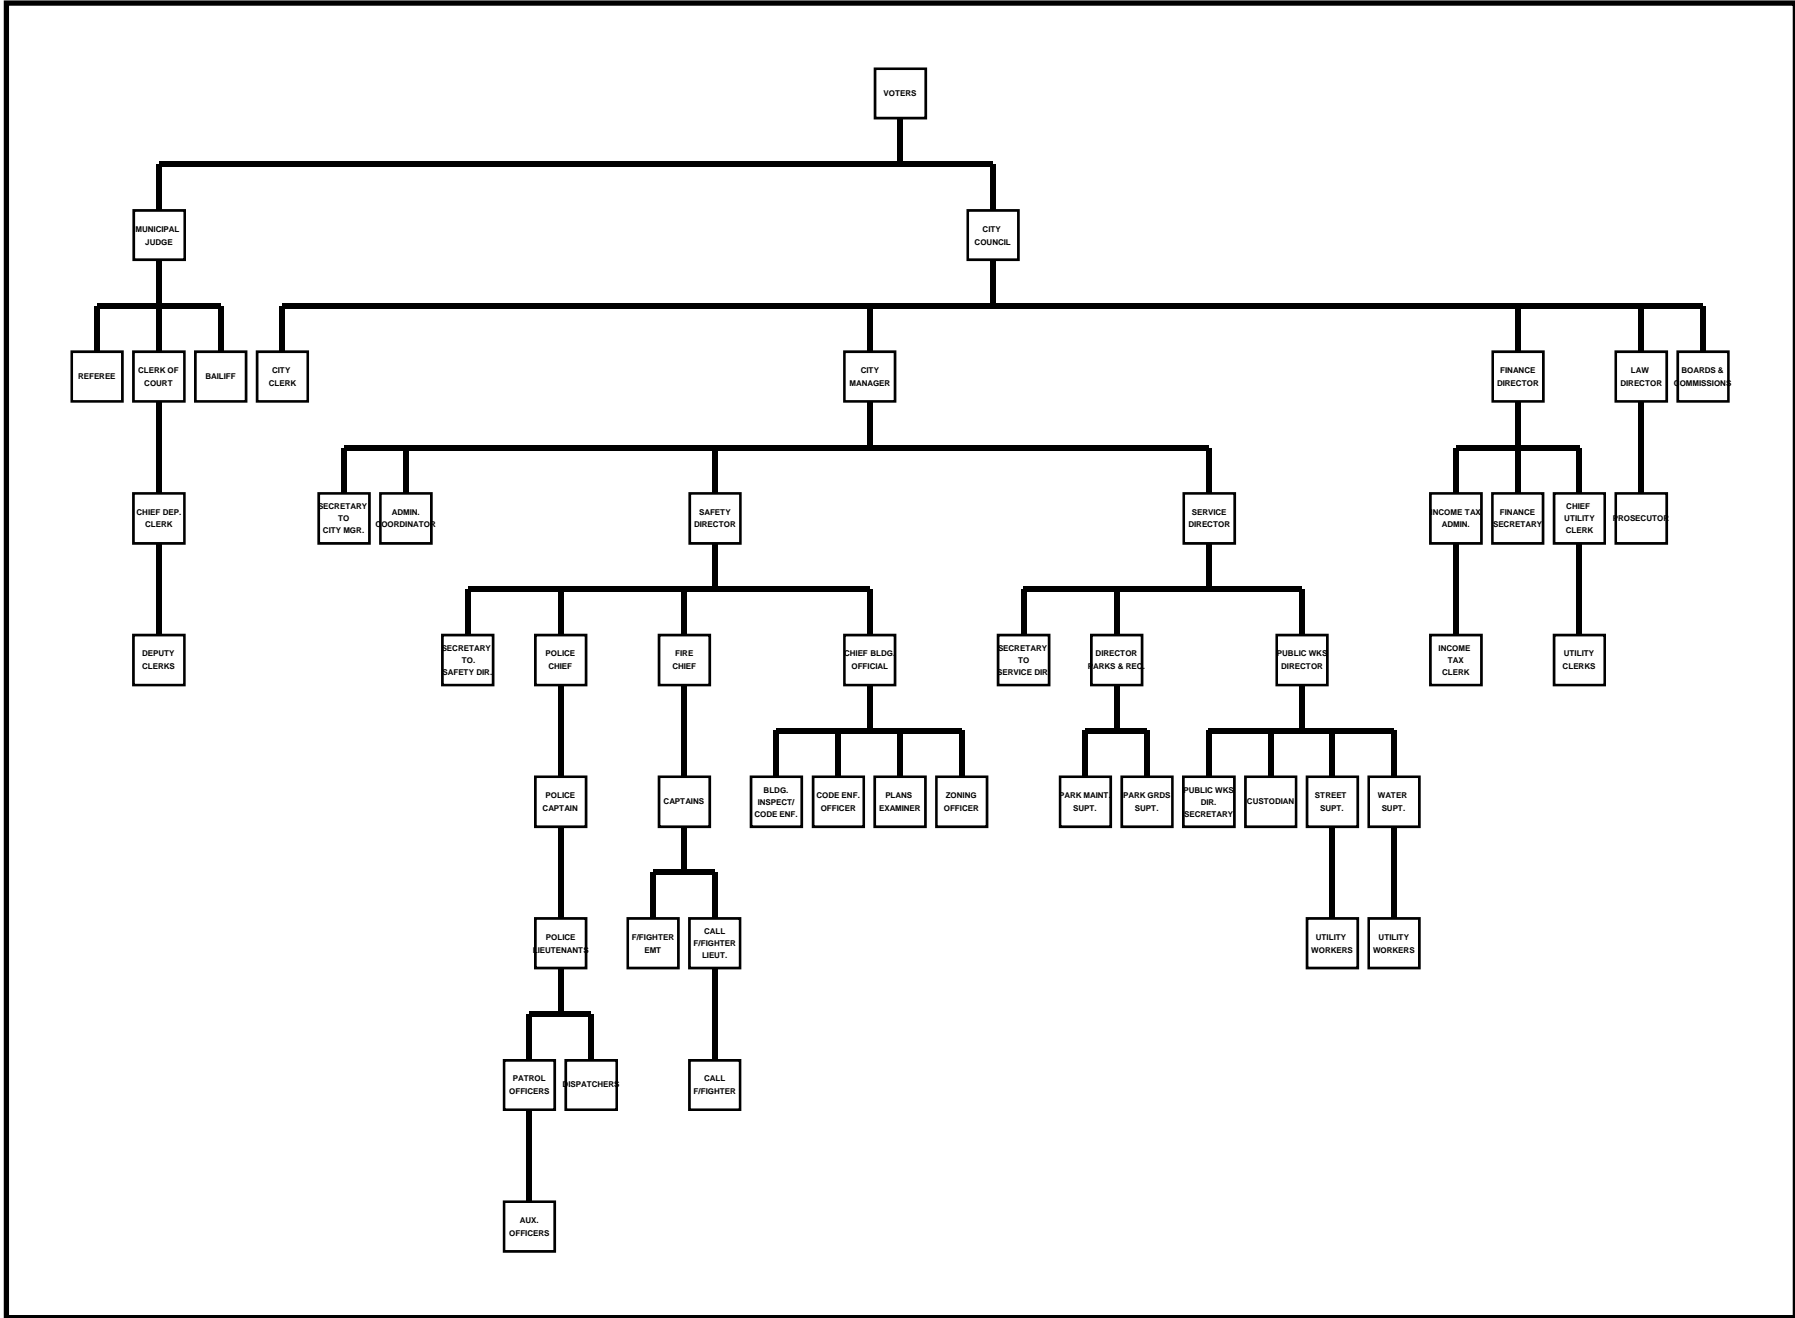 VOTERS
MUNICIPAL
JUDGE
CITY
COUNCIL
REFEREE
CLERK OF
COURT
BAILIFF
CITY
CLERK
CITY
MANAGER
FINANCE
DIRECTOR
LAW
DIRECTOR
BOARDS &
COMMISSIONS
CHIEF DEP.
CLERK
SECRETARY
TO
CITY MGR.
ADMIN.
COORDINATOR
SAFETY
DIRECTOR
SERVICE
DIRECTOR
INCOME TAX
ADMIN.
FINANCE
SECRETARY
CHIEF
UTILITY
CLERK
PROSECUTOR
DEPUTY
CLERKS
SECRETARY
TO.
SAFETY DIR.
POLICE
CHIEF
FIRE
CHIEF
CHIEF BLDG.
OFFICIAL
SECRETARY
TO
SERVICE DIR
DIRECTOR
PARKS & REC.
PUBLIC WKS
DIRECTOR
INCOME
TAX
CLERK
UTILITY
CLERKS
POLICE
CAPTAIN
CAPTAINS
BLDG.
INSPECT/
CODE ENF.
CODE ENF.
OFFICER
PLANS
EXAMINER
ZONING
OFFICER
PARK MAINT.
SUPT.
PARK GRDS
SUPT.
PUBLIC WKS
DIR.
SECRETARY
CUSTODIAN
STREET
SUPT.
WATER
SUPT.
POLICE
LIEUTENANTS
F/FIGHTER
EMT
CALL
F/FIGHTER
LIEUT.
UTILITY
WORKERS
UTILITY
WORKERS
PATROL
OFFICERS
DISPATCHERS
CALL
F/FIGHTER
AUX.
OFFICERS